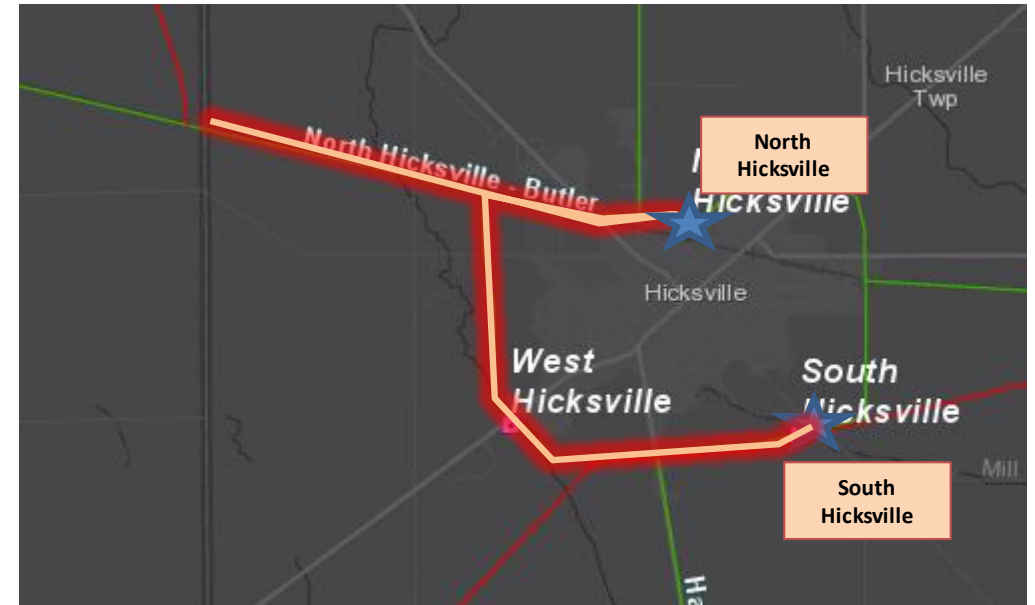 Hicksville
Twp
North Hicksville - Butler
North
Hicksville
Hicksville
Hicksville
West
Hicksville
South
Hicksville
Mill
South
Hicksville